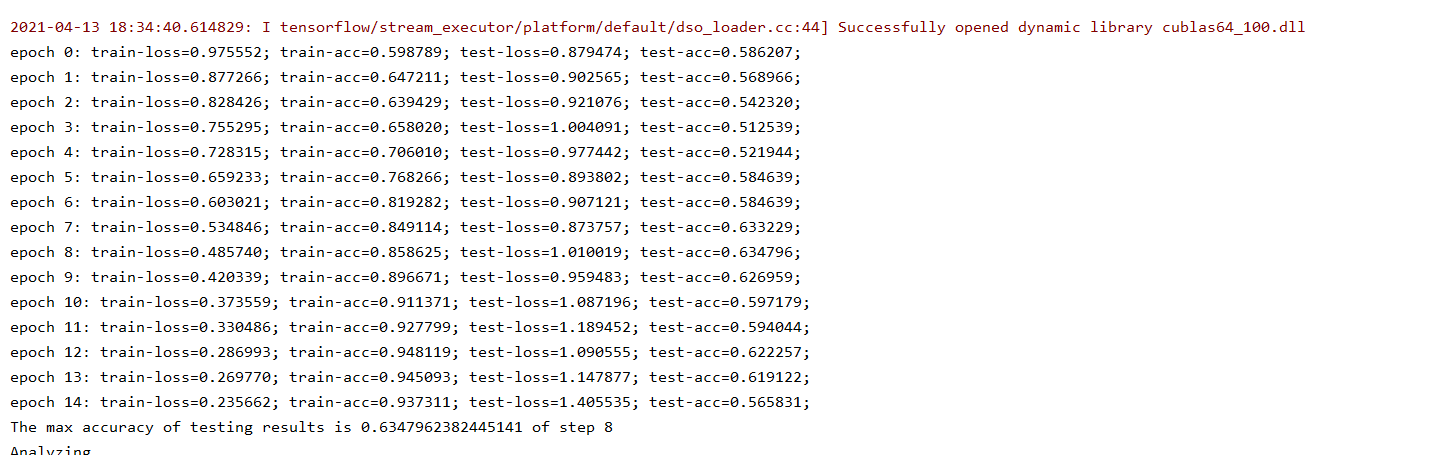 2021-04-13 18:34:40.614829: I tensorflow/stream_executor/platform/default/dso_loader.cc:44] Successfully opened dynamic library cublas64_100.dll
epoch 0: train-loss=0.975552; train-acc=0.598789; test-loss=0.879474; test-acc=0.586207;
epoch 1: train-loss=0.877266; train-acc=0.647211; test-loss=0.902565; test-acc=0.568966;
epoch 2: train-loss=0.828426; train-acc=0.639429; test-loss=0.921076; test-acc=0.542320;
epoch 3: train-loss=0.755295; train-acc=0.658020; test-loss=1.004091; test-acc=0.512539;
epoch 4: train-loss=0.728315; train-acc=0.706010; test-loss=0.977442; test-acc=0.521944;
epoch 5: train-loss=0.659233; train-acc=0.768266; test-loss=0.893802; test-acc=0.584639;
epoch 6: train-loss=0.603021; train-acc=0.819282; test-loss=0.907121; test-acc=0.584639;
epoch 7: train-loss=0.534846; train-acc=0.849114; test-loss=0.873757; test-acc=0.633229;
epoch 8: train-loss=0.485740; train-acc=0.858625; test-loss=1.010019; test-acc=0.634796;
epoch 9: train-loss=0.420339; train-acc=0.896671; test-loss=0.959483; test-acc=0.626959;
epoch 10: train-loss=0.373559; train-acc=0.911371; test-loss=1.087196; test-acc=0.597179;
epoch 11: train-loss=0.330486; train-acc=0.927799; test-loss=1.189452; test-acc=0.594044;
epoch 12: train-loss=0.286993; train-acc=0.948119; test-loss=1.090555; test-acc=0.622257;
epoch 13: train-loss=0.269770; train-acc=0.945093; test-loss=1.147877; test-acc=0.619122;
epoch 14: train-loss=0.235662; train-acc=0.937311; test-loss=1.405535; test-acc=0.565831;
The max accuracy of testing results is 0.6347962382445141 of step 8
Analyzing